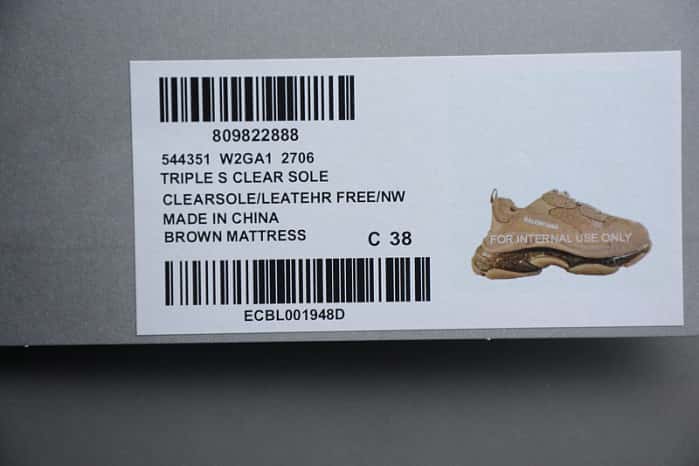 809822888
544351 W2GA1 2706
TRIPLE S CLEAR SOLE
CLEARSOLE/LEATEHR FREE/NW
MADE IN CHINA
BROWN MATTRESS C 38
ECBL001948D
BALENCIAGA
FOR INTERNAL USE ONLY